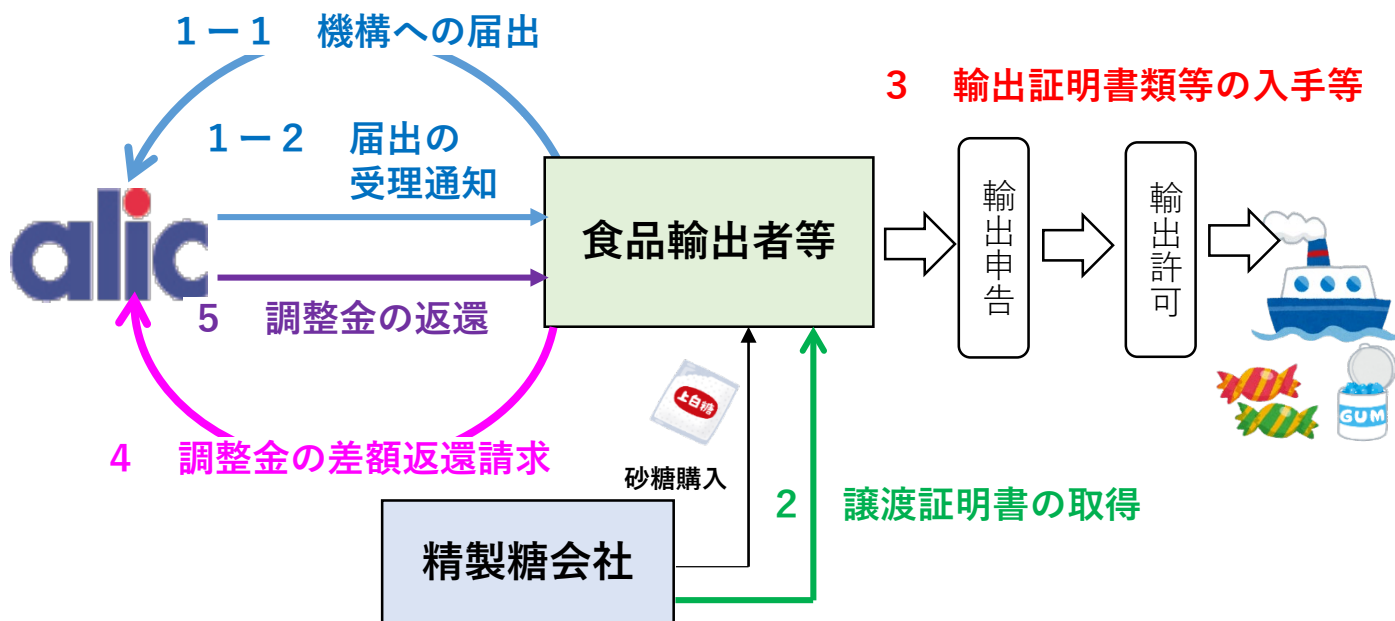 1ー1 機構への届出
1ー2 届出の
受理通知
3 輸出証明書類等の入手等
alic
食品輸出者等
輸出申告
輸出許可
5 調整金の返還
上白糖
GUM
4 調整金の差額返還請求
砂糖購入
2 譲渡証明書の取得
精製糖会社